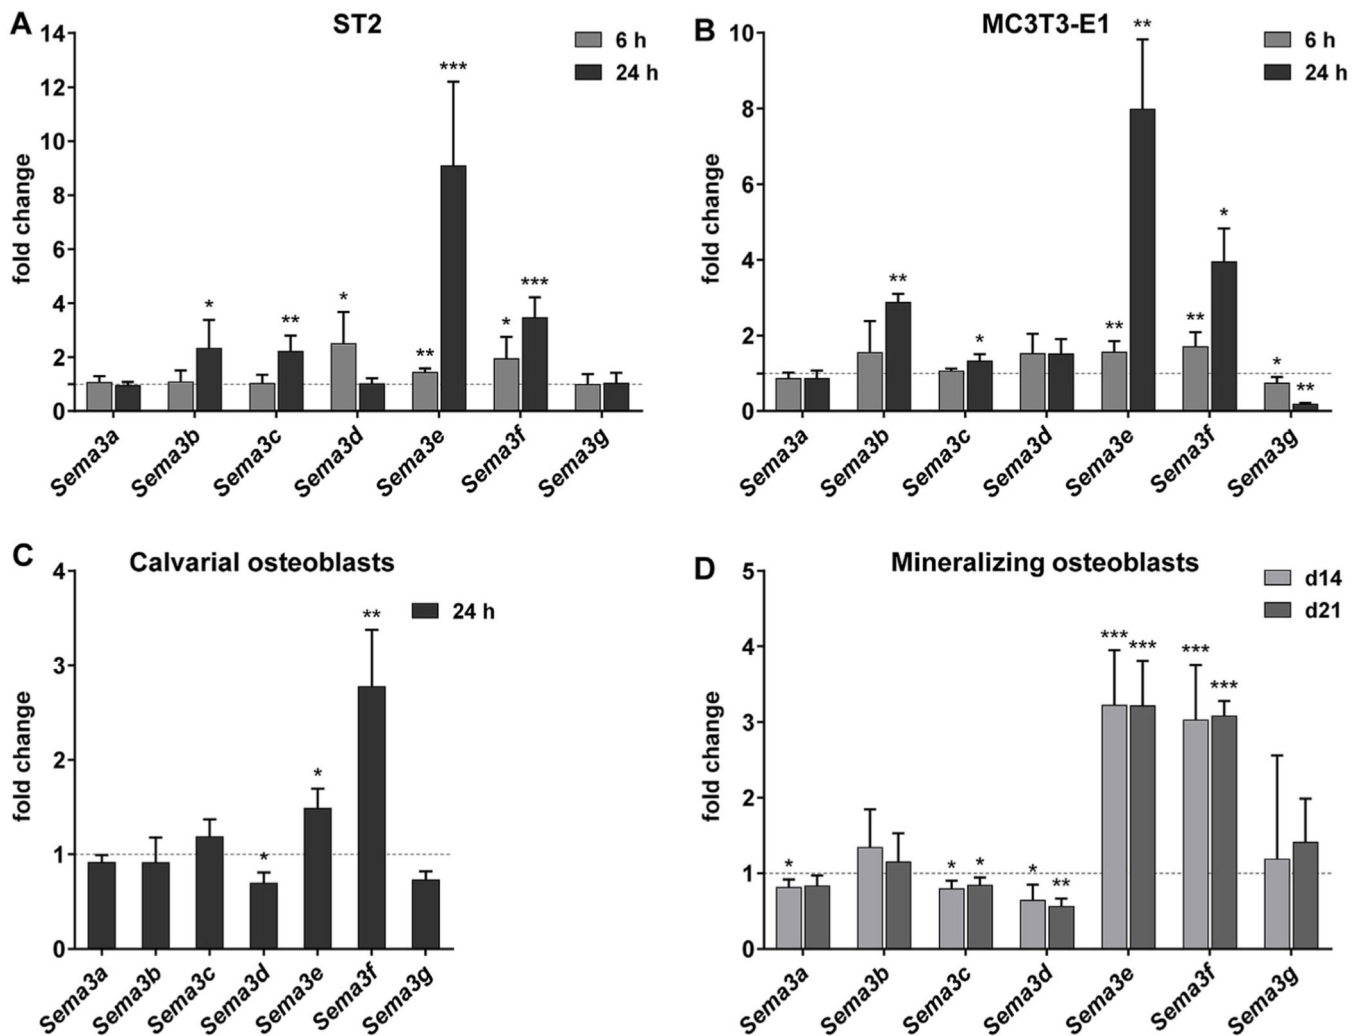 A
ST2
14
12
10
8
6
4
2
0
fold change
6 h
24 h
*
**
*
**
***
*
***
Sema3a
Sema3b
Sema3c
Sema3d
Sema3e
Sema3f
Sema3g
B
MC3T3-E1
10
8
6
4
2
0
fold change
6 h
24 h
**
*
**
**
**
*
*
**
Sema3a
Sema3b
Sema3c
Sema3d
Sema3e
Sema3f
Sema3g
C
Calvarial osteoblasts
4
3
2
1
0
fold change
24 h
*
*
**
Sema3a
Sema3b
Sema3c
Sema3d
Sema3e
Sema3f
Sema3g
D
Mineralizing osteoblasts
5
4
3
2
1
0
fold change
d14
d21
*
*
*
*
**
***
***
***
***
Sema3a
Sema3b
Sema3c
Sema3d
Sema3e
Sema3f
Sema3g